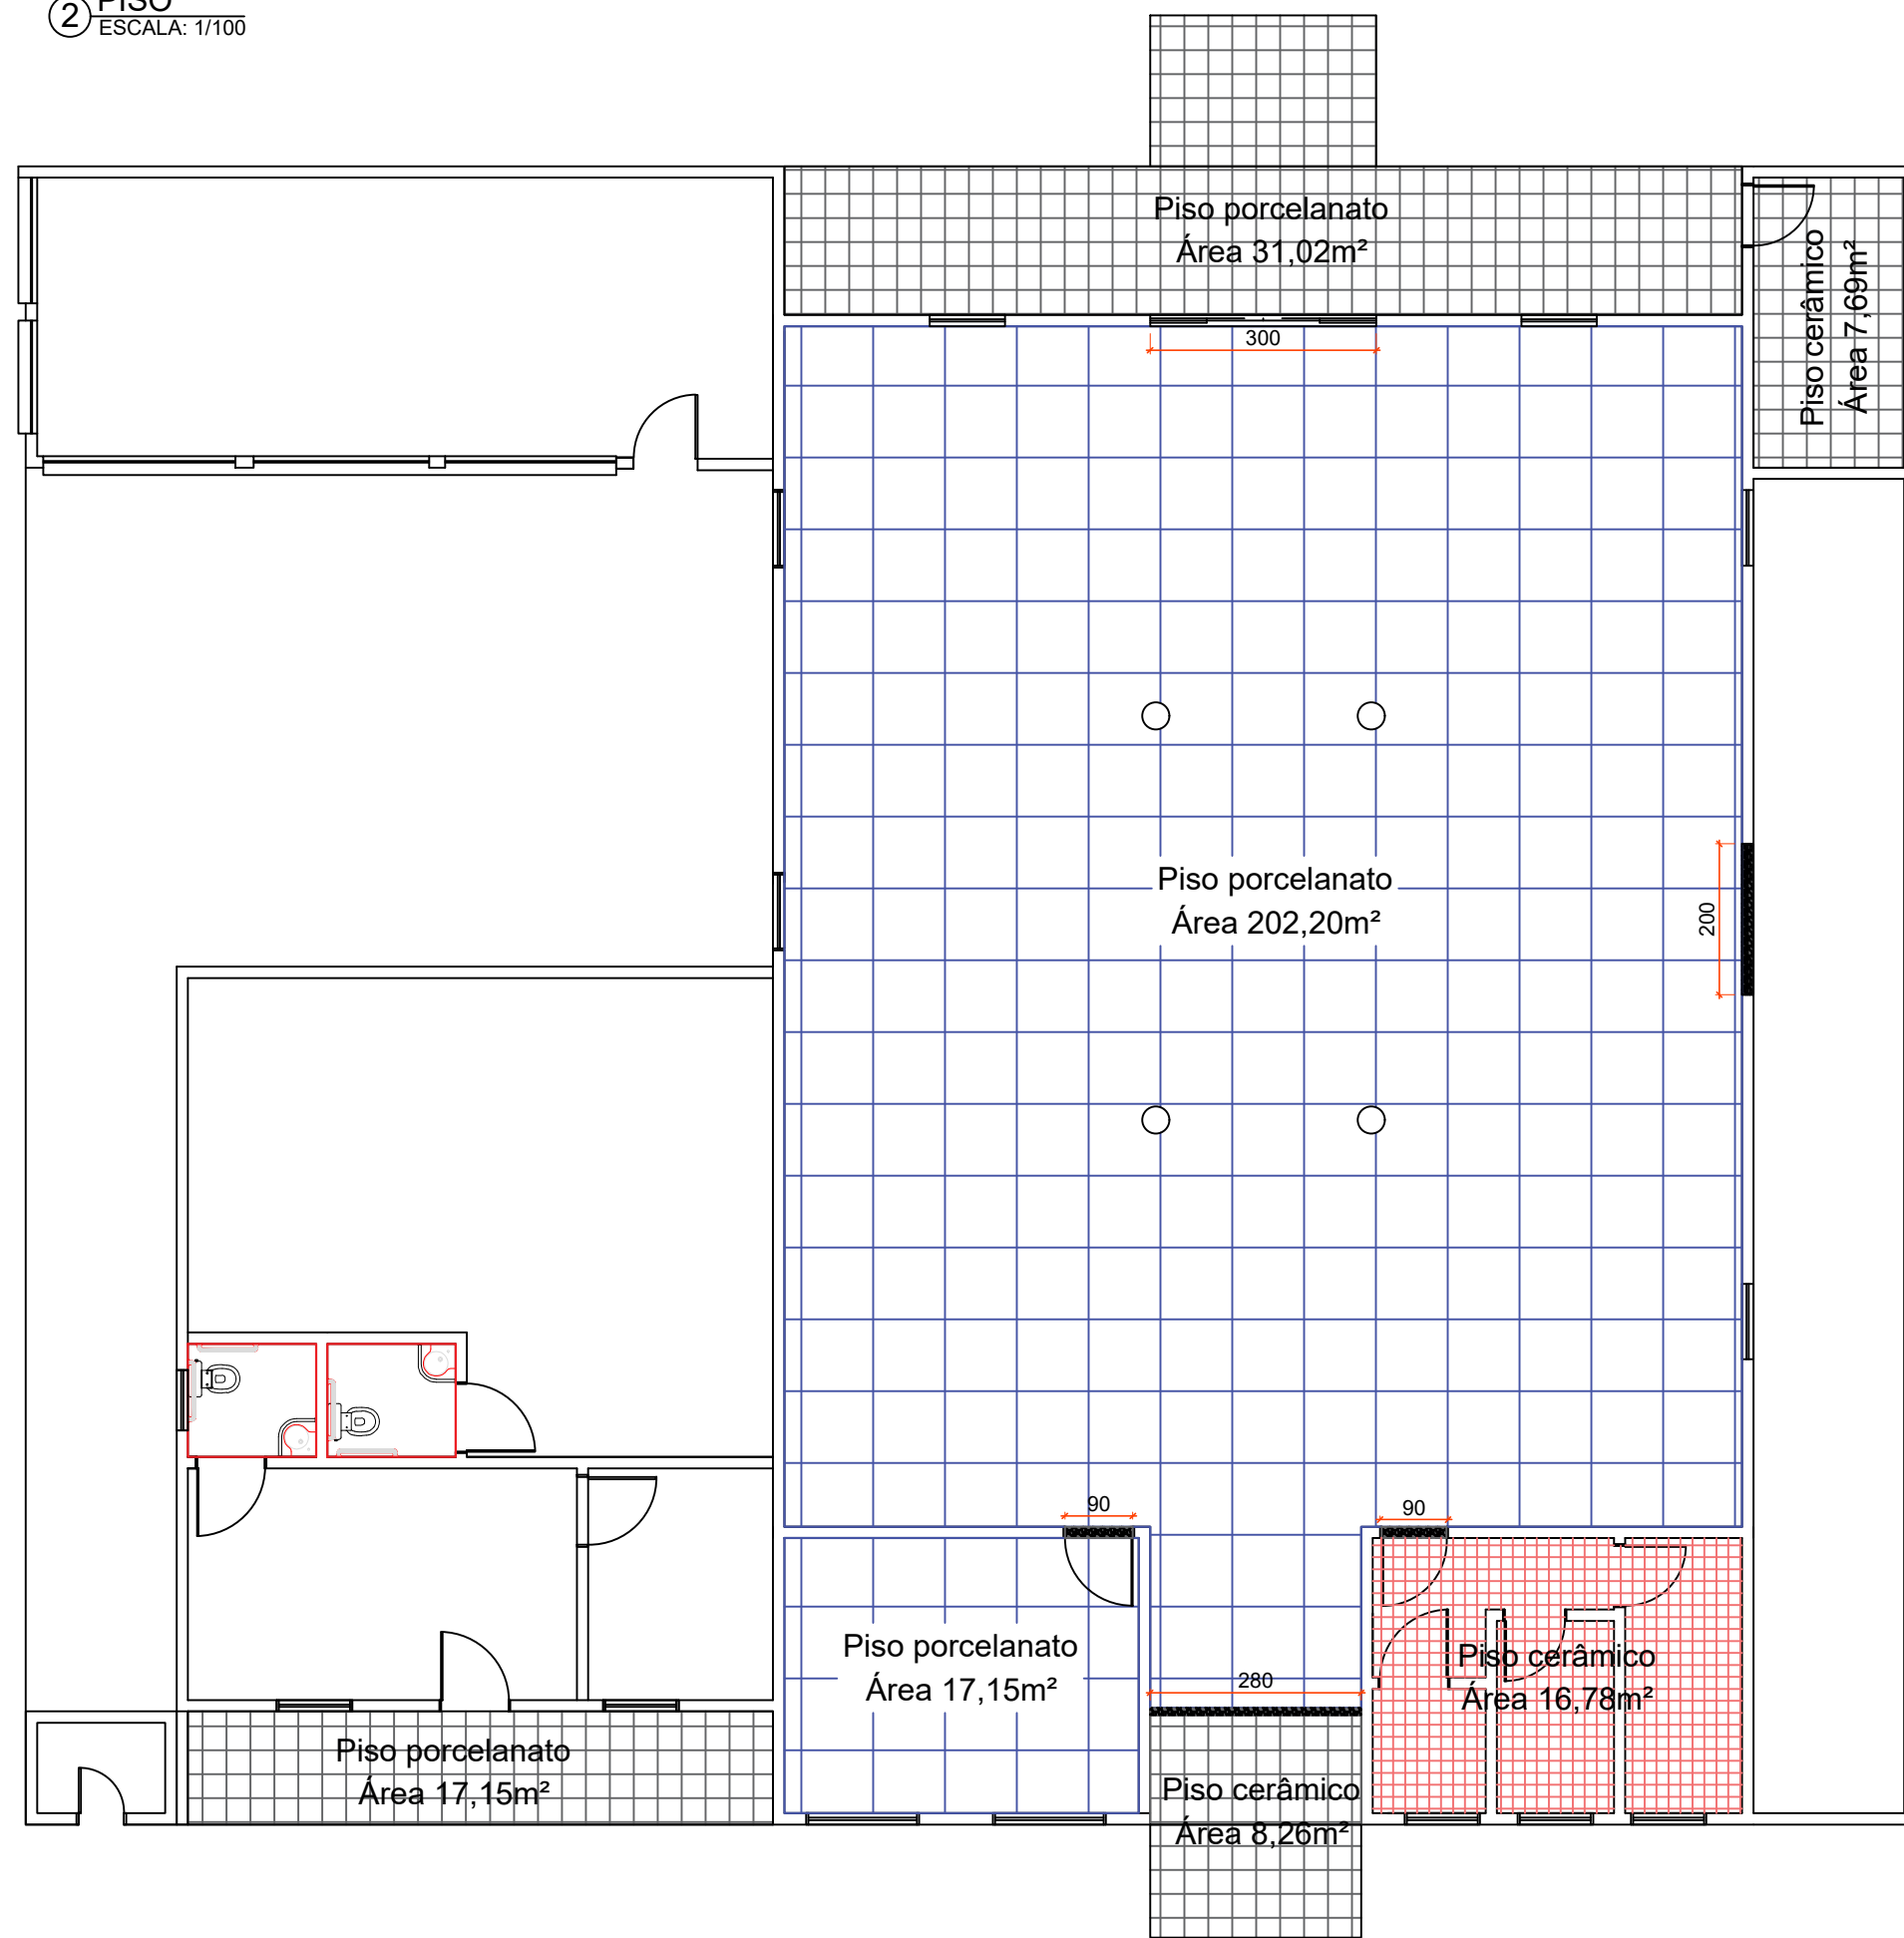 2
PISO
ESCALA: 1/100
Piso porcelanato
Área 31,02m²
Piso cerâmico
Área 7,69m²
300
Piso porcelanato
Área 202,20m²
200
90
90
Piso porcelanato
Área 17,15m²
280
Piso cerâmico
Área 16,78m²
Piso porcelanato
Área 17,15m²
Piso cerâmico
Área 8,26m²